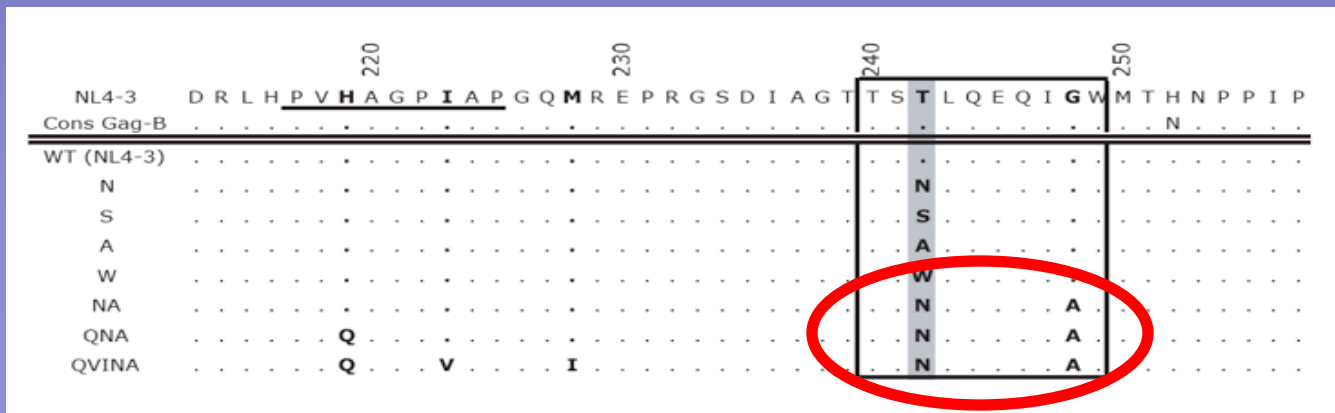 220 230 240 250
NL4-3 D R L H P V H A G P I A P G Q M R E P R G S D I A G T T S T L Q E Q I G W M T H N P P I P
Cons Gag-B . . . . . . . . . . . . . . . . . . . . . . . . . . . . . . . . . . . . . . . N . . . . .
WT (NL4-3) . . . . . . . . . . . . . . . . . . . . . . . . . . . . . . . . . . . . . . . . . . . . .
N . . . . . . . . . . . . . . . . . . . . . . . . . . . . . N . . . . . . . . . . . . . . .
S . . . . . . . . . . . . . . . . . . . . . . . . . . . . . S . . . . . . . . . . . . . . .
A . . . . . . . . . . . . . . . . . . . . . . . . . . . . . A . . . . . . . . . . . . . . .
W . . . . . . . . . . . . . . . . . . . . . . . . . . . . . W . . . . . . . . . . . . . . .
NA . . . . . . . . . . . . . . . . . . . . . . . . . . . . . N . . . . . A . . . . . . . . .
QNA . . . . . . Q . . . . . . . . . . . . . . . . . . . . . . N . . . . . A . . . . . . . . .
QVINA . . . . . . Q . . . V . . . . I . . . . . . . . . . . . . N . . . . . A . . . . . . . . .